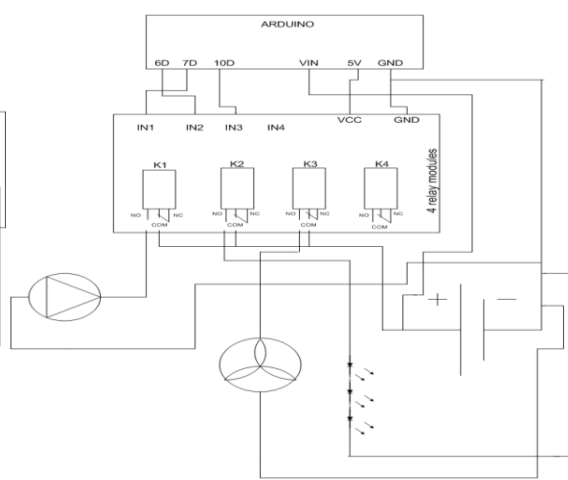 ARDUINO
6D 7D 10D VIN 5V GND
VCC GND
IN1 IN2 IN3 IN4
K1 K2 K3 K4
4 relay modules
NO NC NO NC NO NC NO NC
COM COM COM COM
+ −